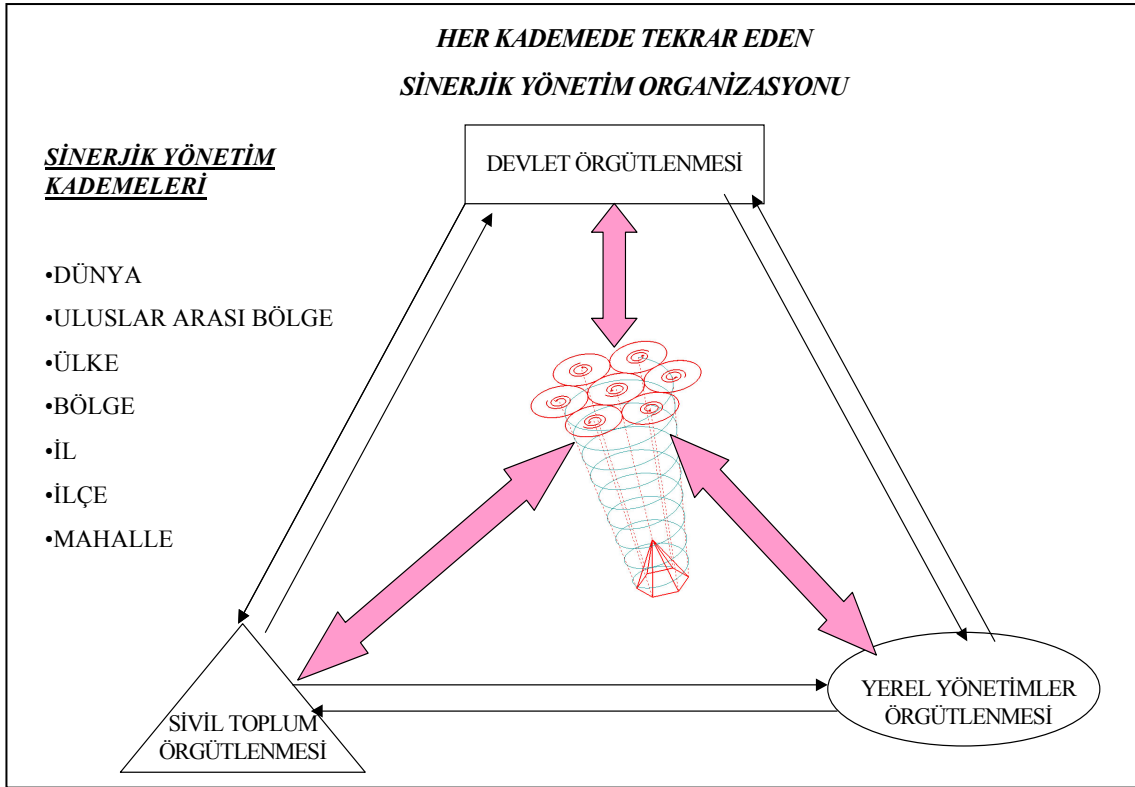 HER KADEMEDE TEKRAR EDEN
SİNERJİK YÖNETİM ORGANİZASYONU
SİNERJİK YÖNETİM
KADEMELERİ
•DÜNYA
•ULUSLAR ARASI BÖLGE
•ÜLKE
•BÖLGE
•İL
•İLÇE
•MAHALLE
DEVLET ÖRGÜTLENMESİ
SİVİL TOPLUM
ÖRGÜTLENMESİ
YEREL YÖNETİMLER
ÖRGÜTLENMESİ